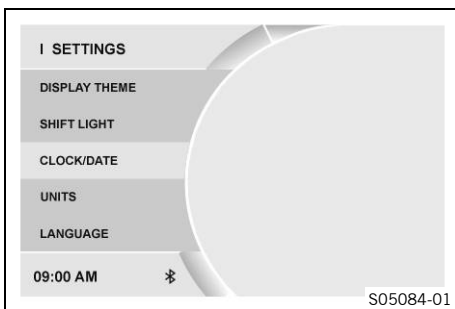 I SETTINGS
DISPLAY THEME
SHIFT LIGHT
CLOCK/DATE
UNITS
LANGUAGE
09:00 AM
S05084-01